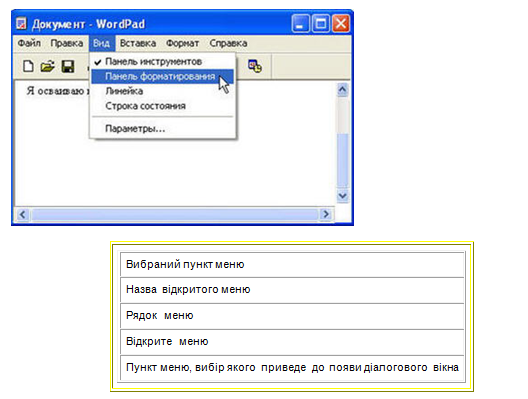 Документ - WordPad
Файл Правка Вид Вставка Формат Справка
Панель инструментов
Панель форматирования
Я осваиваю
Линейка
Строка состояния
Параметры...
Вибраний пункт меню
Назва відкритого меню
Рядок меню
Відкрите меню
Пункт меню, вибір якого приведе до появи діалогового вікна